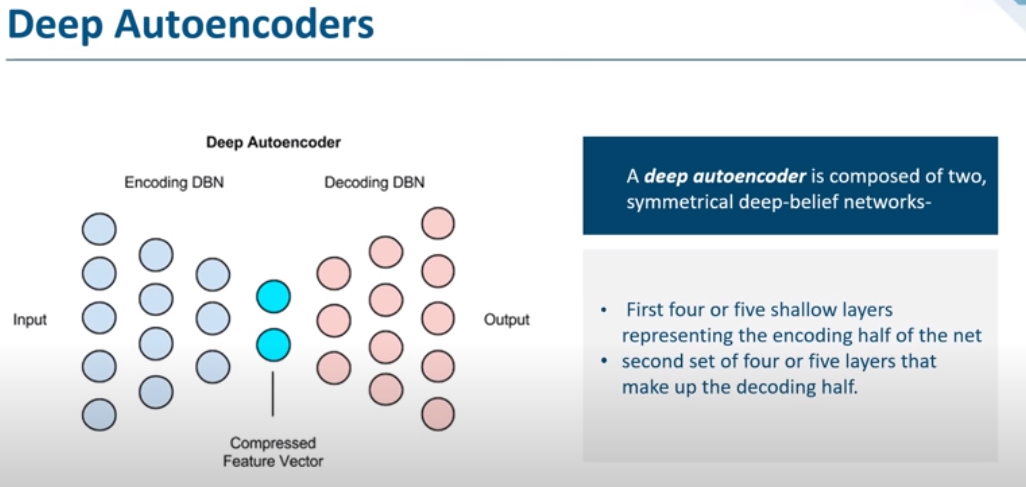 Deep Autoencoders
Deep Autoencoder
Encoding DBN
Decoding DBN
Input
Output
Compressed
Feature Vector
A deep autoencoder is composed of two,
symmetrical deep-belief networks-
• First four or five shallow layers
representing the encoding half of the net
• second set of four or five layers that
make up the decoding half.